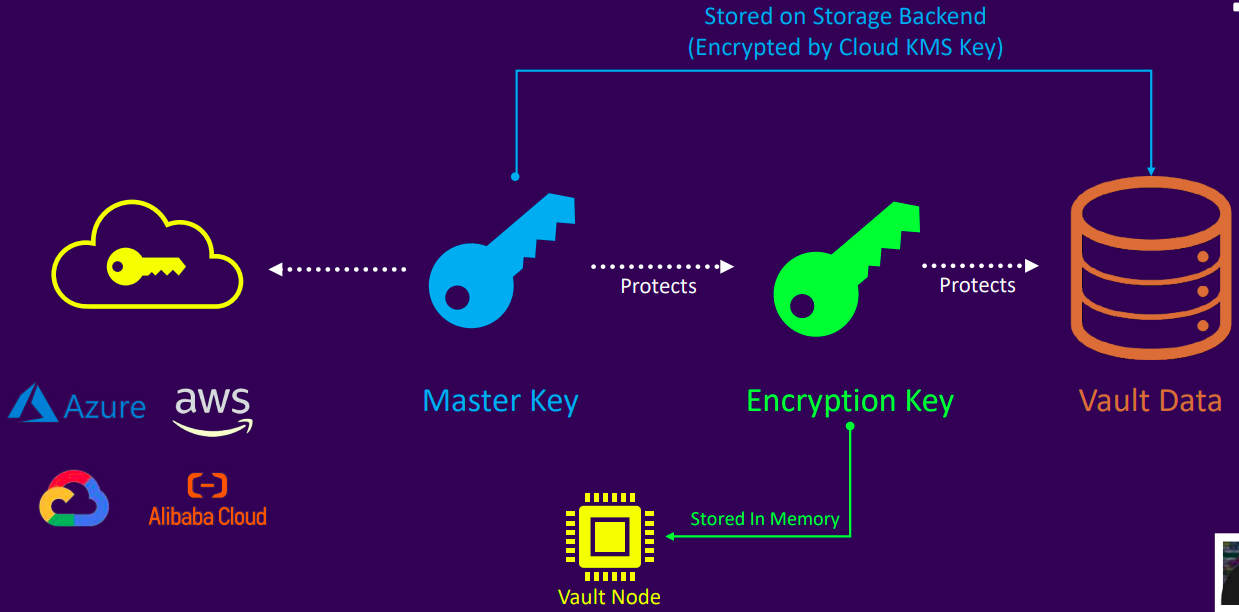 Stored on Storage Backend
(Encrypted by Cloud KMS Key)
Protects
Protects
Azure
aws
Master Key
Encryption Key
Vault Data
Alibaba Cloud
Stored In Memory
Vault Node